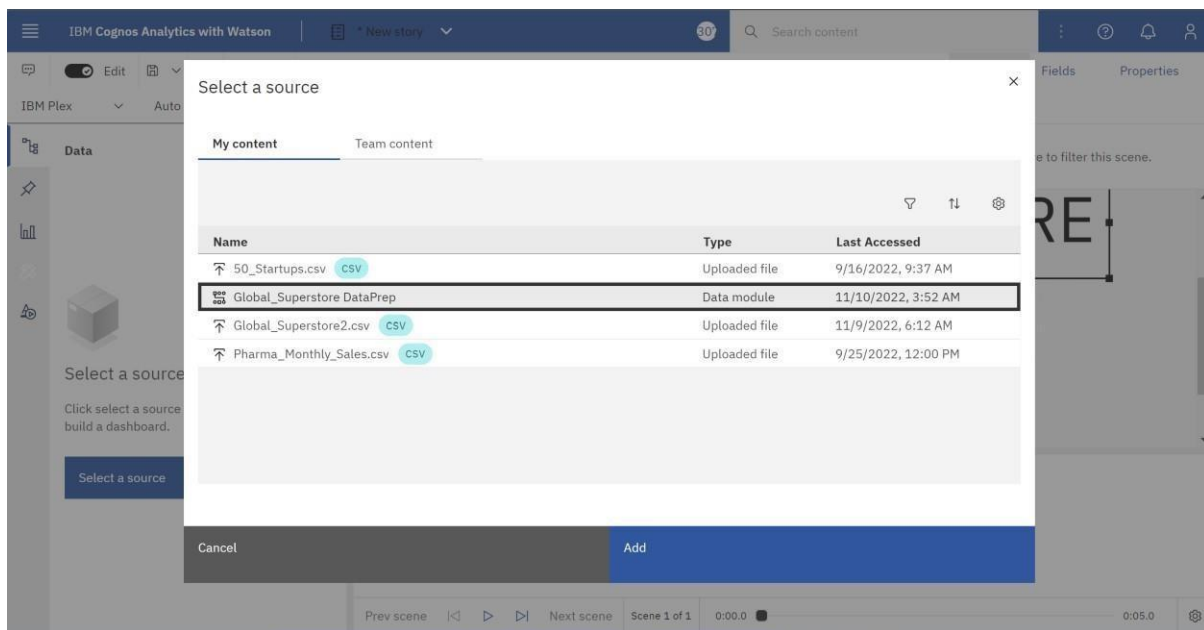 IBM Cognos Analytics with Watson * New story 30 Search content
Edit Fields Properties
IBM Plex Auto
Select a source
My content Team content
Data
e to filter this scene.
RE
Name Type Last Accessed
50_Startups.csv CSV Uploaded file 9/16/2022, 9:37 AM
Global_Superstore DataPrep Data module 11/10/2022, 3:52 AM
Global_Superstore2.csv CSV Uploaded file 11/9/2022, 6:12 AM
Pharma_Monthly_Sales.csv CSV Uploaded file 9/25/2022, 12:00 PM
Select a source
Click select a source
build a dashboard.
Select a source
Cancel Add
Prev scene Next scene Scene 1 of 1 0:00.0 0:05.0